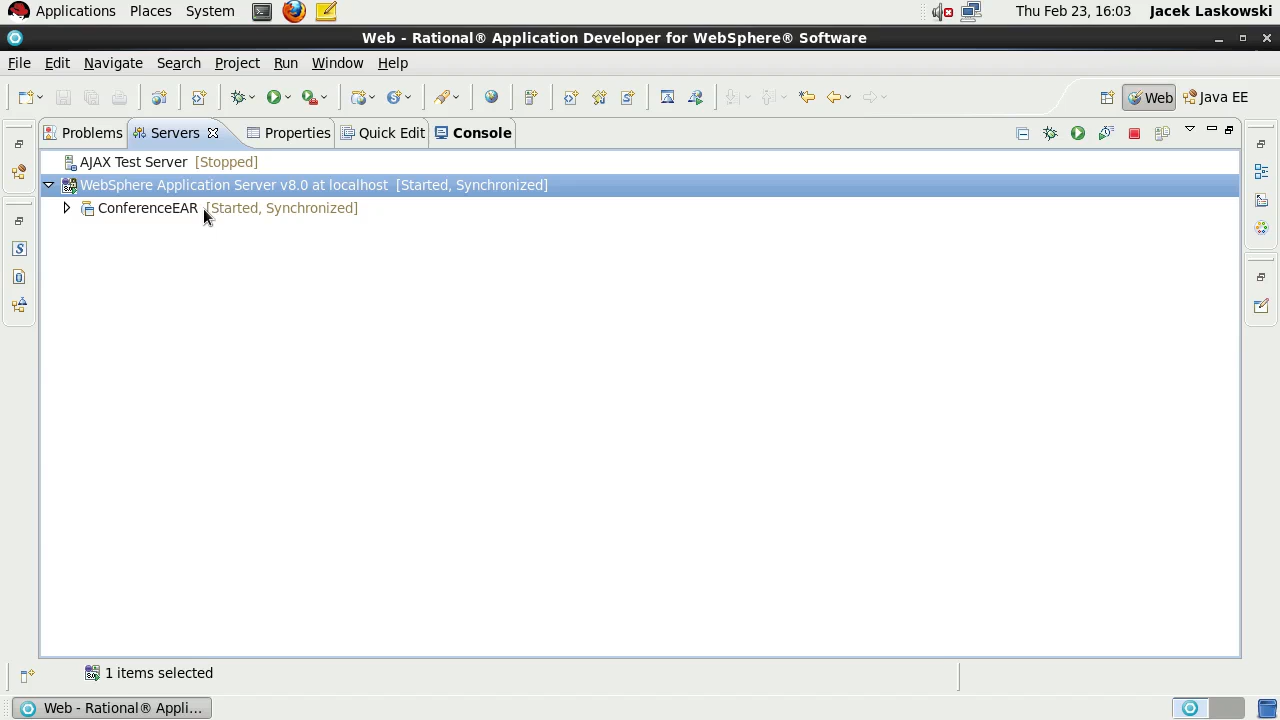 Applications Places System Thu Feb 23, 16:03 Jacek Laskowski
Web - Rational® Application Developer for WebSphere® Software
File Edit Navigate Search Project Run Window Help
Web Java EE
Problems Servers Properties Quick Edit Console
AJAX Test Server [Stopped]
WebSphere Application Server v8.0 at localhost [Started, Synchronized]
ConferenceEAR [Started, Synchronized]
1 items selected
Web - Rational® Appli...